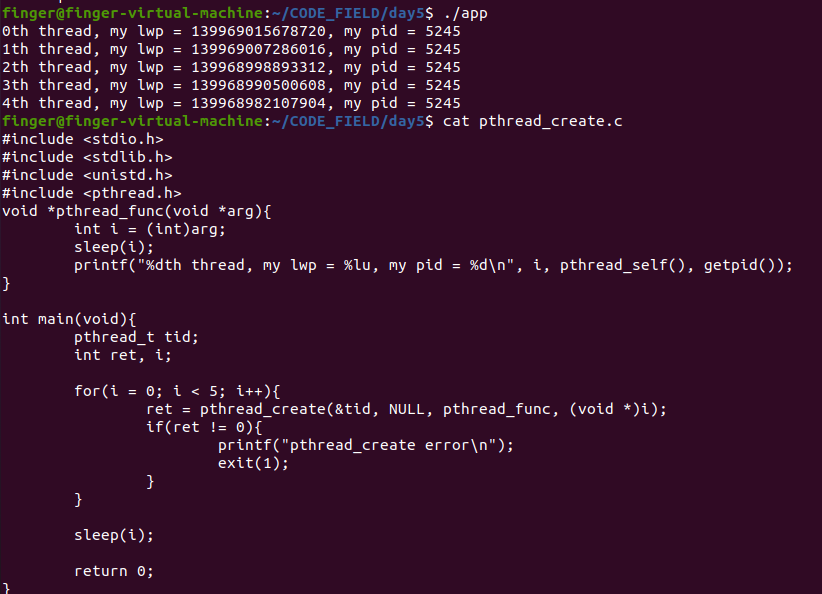 finger@finger-virtual-machine:~/CODE_FIELD/day5$ ./app
0th thread, my lwp = 139969015678720, my pid = 5245
1th thread, my lwp = 139969007286016, my pid = 5245
2th thread, my lwp = 139968998893312, my pid = 5245
3th thread, my lwp = 139968990500608, my pid = 5245
4th thread, my lwp = 139968982107904, my pid = 5245
finger@finger-virtual-machine:~/CODE_FIELD/day5$ cat pthread_create.c
#include <stdio.h>
#include <stdlib.h>
#include <unistd.h>
#include <pthread.h>
void *pthread_func(void *arg){
        int i = (int)arg;
        sleep(i);
        printf("%dth thread, my lwp = %lu, my pid = %d\n", i, pthread_self(), getpid());
}

int main(void){
        pthread_t tid;
        int ret, i;

        for(i = 0; i < 5; i++){
                ret = pthread_create(&tid, NULL, pthread_func, (void *)i);
                if(ret != 0){
                        printf("pthread_create error\n");
                        exit(1);
                }
        }

        sleep(i);

        return 0;
}